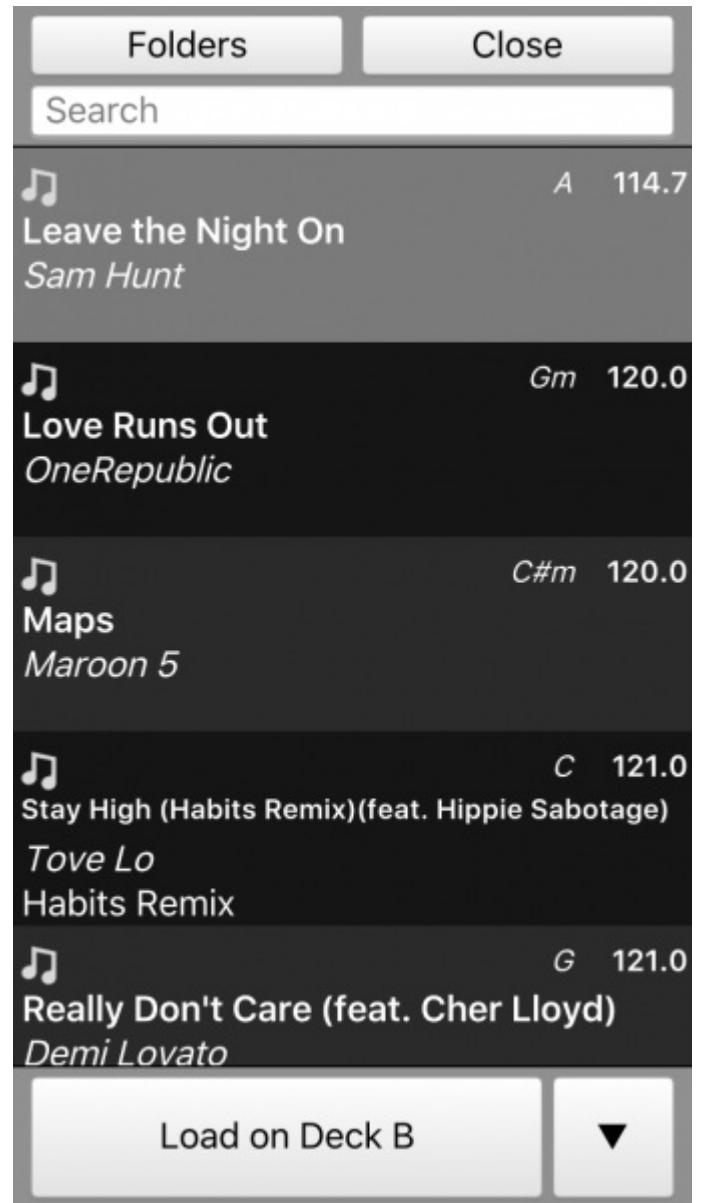 Folders Close
Search
A 114.7
Leave the Night On
Sam Hunt
Gm 120.0
Love Runs Out
OneRepublic
C#m 120.0
Maps
Maroon 5
C 121.0
Stay High (Habits Remix)(feat. Hippie Sabotage)
Tove Lo
Habits Remix
G 121.0
Really Don't Care (feat. Cher Lloyd)
Demi Lovato
Load on Deck B ▼